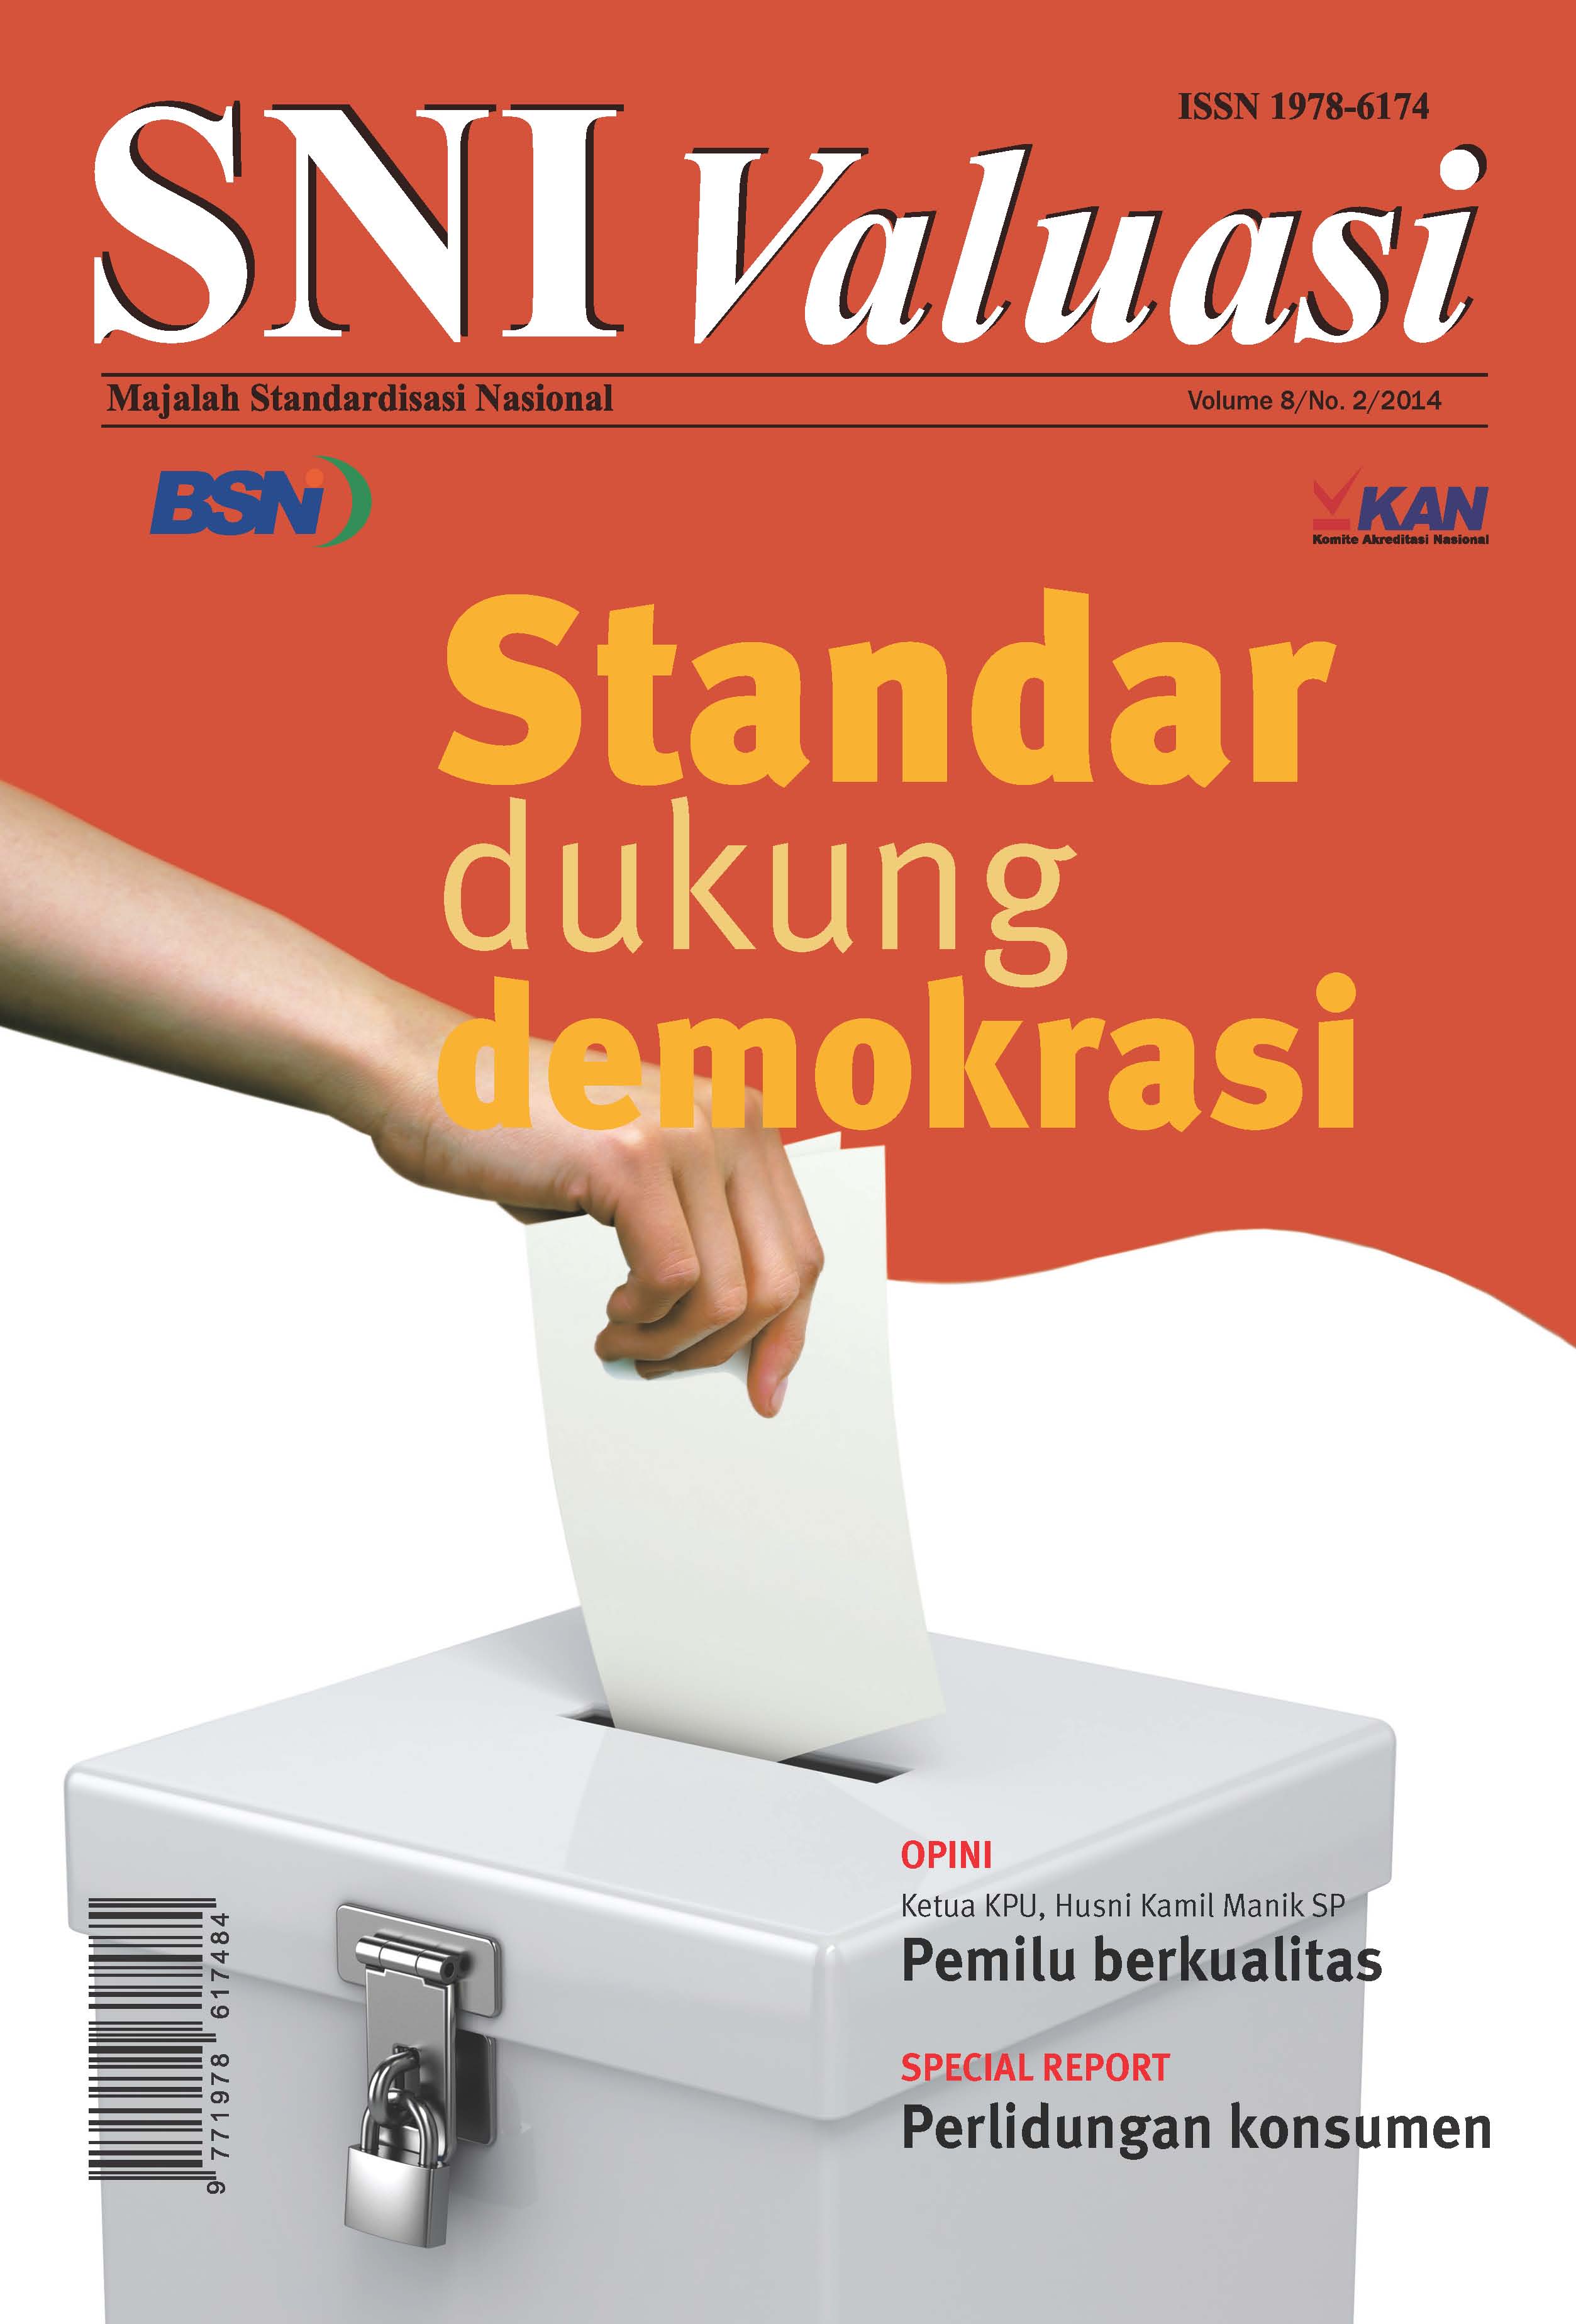 ISSN 1978-6174
SNI Valuasi
Majalah Standardisasi Nasional
Volume 8/No. 2/2014
BSN
KAN
Komite Akreditasi Nasional
Standar
dukung
demokrasi
OPINI
Ketua KPU, Husni Kamil Manik SP
Pemilu berkualitas
SPECIAL REPORT
Perlidungan konsumen
9 771978 617484